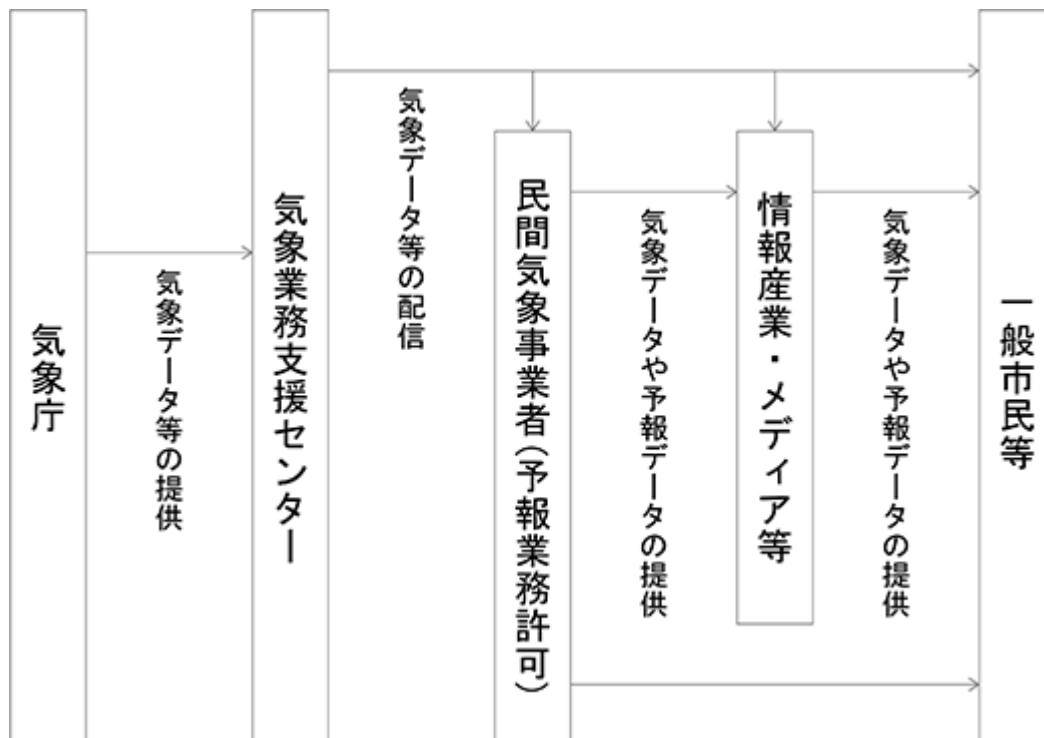 気象庁
気象データ等の提供
気象業務支援センター
気象データ等の配信
民間気象事業者(予報業務許可)
気象データや予報データの提供
情報産業・メディア等
気象データや予報データの提供
一般市民等